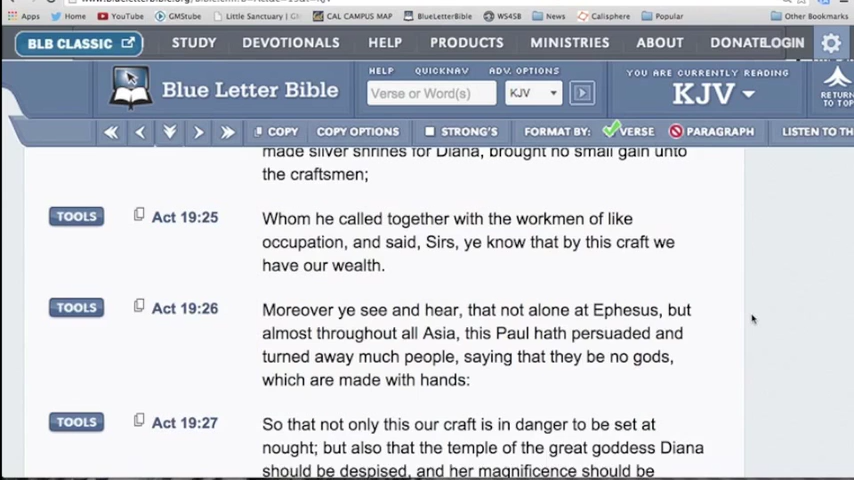 Apps Home YouTube GMStube Little Sanctuary CAL CAMPUS MAP BlueLetterBible WS4SB Calisphere Popular Other Bookmarks
BLB CLASSIC STUDY DEVOTIONALS HELP PRODUCTS MINISTRIES ABOUT DONATE LOGIN
HELP QUICKNAV ADV. OPTIONS YOU ARE CURRENTLY READING
Blue Letter Bible Verse or Word(s) KJV KJV RETURN TO TOP
COPY COPY OPTIONS STRONG'S FORMAT BY: VERSE PARAGRAPH LISTEN TO TH
made silver shrines for Diana, brought no small gain unto
the craftsmen;
TOOLS Act 19:25 Whom he called together with the workmen of like
occupation, and said, Sirs, ye know that by this craft we
have our wealth.
TOOLS Act 19:26 Moreover ye see and hear, that not alone at Ephesus, but
almost throughout all Asia, this Paul hath persuaded and
turned away much people, saying that they be no gods,
which are made with hands:
TOOLS Act 19:27 So that not only this our craft is in danger to be set at
nought; but also that the temple of the great goddess Diana
should be despised, and her magnificence should be